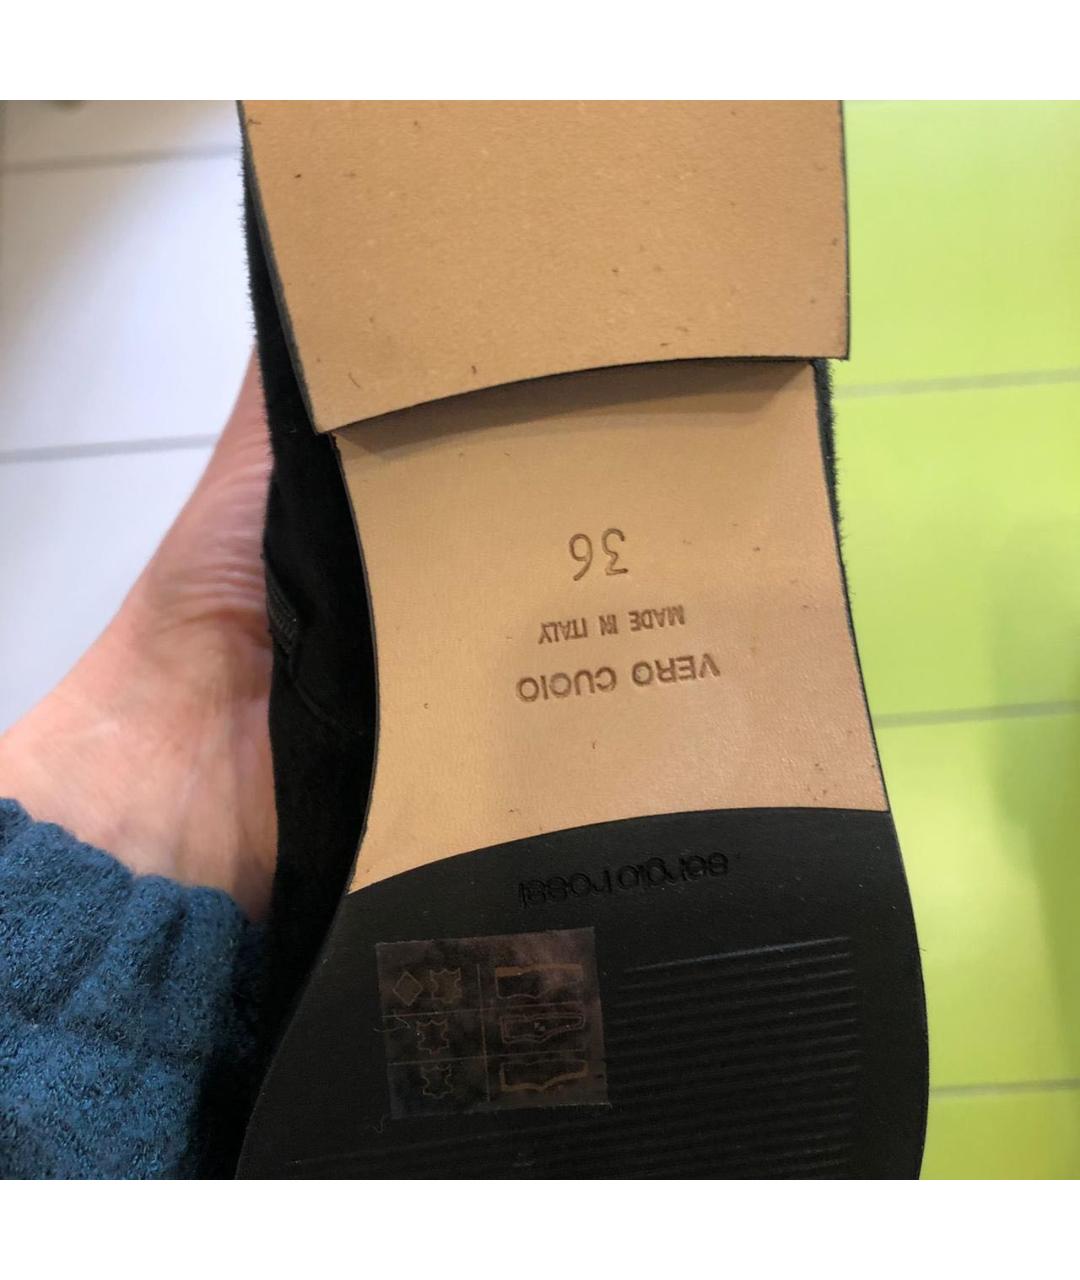 sergio rossi
VERO CUOIO
MADE IN ITALY
36